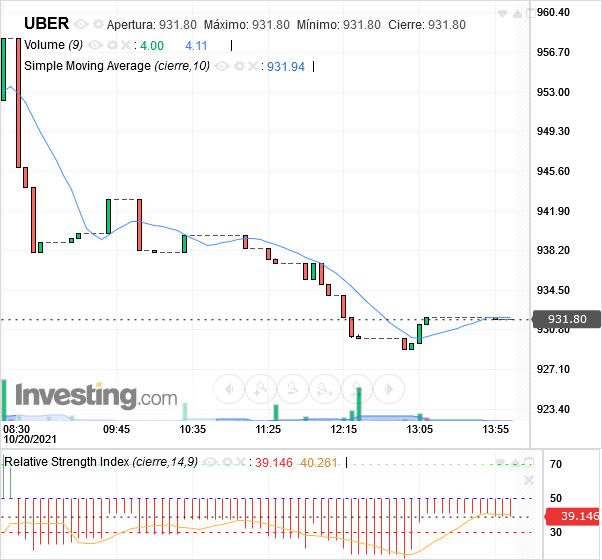 UBER Apertura: 931.80 Máximo: 931.80 Mínimo: 931.80 Cierre: 931.80
Volume (9) : 4.00 4.11
Simple Moving Average (cierre,10) : 931.94
960.40
956.70
953.00
949.30
945.60
941.90
938.20
934.50
931.80
930.80
927.10
923.40
Investing.com
08:30 09:45 10:35 11:25 12:15 13:05 13:55
10/20/2021
Relative Strength Index (cierre,14,9) : 39.146 40.261
70
50
39.146
30